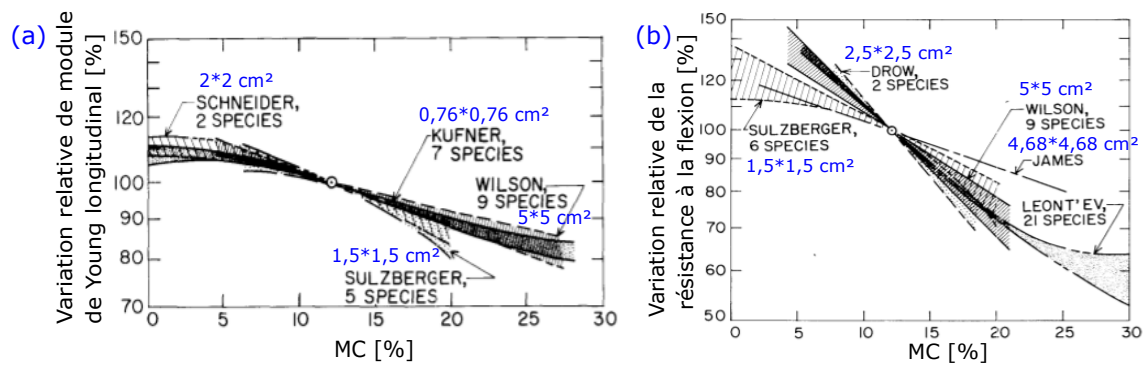 (a)
Variation relative de module
de Young longitudinal [%]
150
120
100
90
80
70
2*2 cm²
SCHNEIDER,
2 SPECIES
0,76*0,76 cm²
KUFNER,
7 SPECIES
WILSON,
9 SPECIES
5*5 cm²
1,5*1,5 cm²
SULZBERGER,
5 SPECIES
0 5 10 15 20 25 30
MC [%]
(b)
Variation relative de la
résistance à la flexion [%]
150
120
100
90
80
70
60
50
2,5*2,5 cm²
DROW,
2 SPECIES
5*5 cm²
WILSON,
9 SPECIES
4,68*4,68 cm²
JAMES
SULZBERGER,
6 SPECIES
1,5*1,5 cm²
LEONT'EV,
21 SPECIES
0 5 10 15 20 25 30
MC [%]